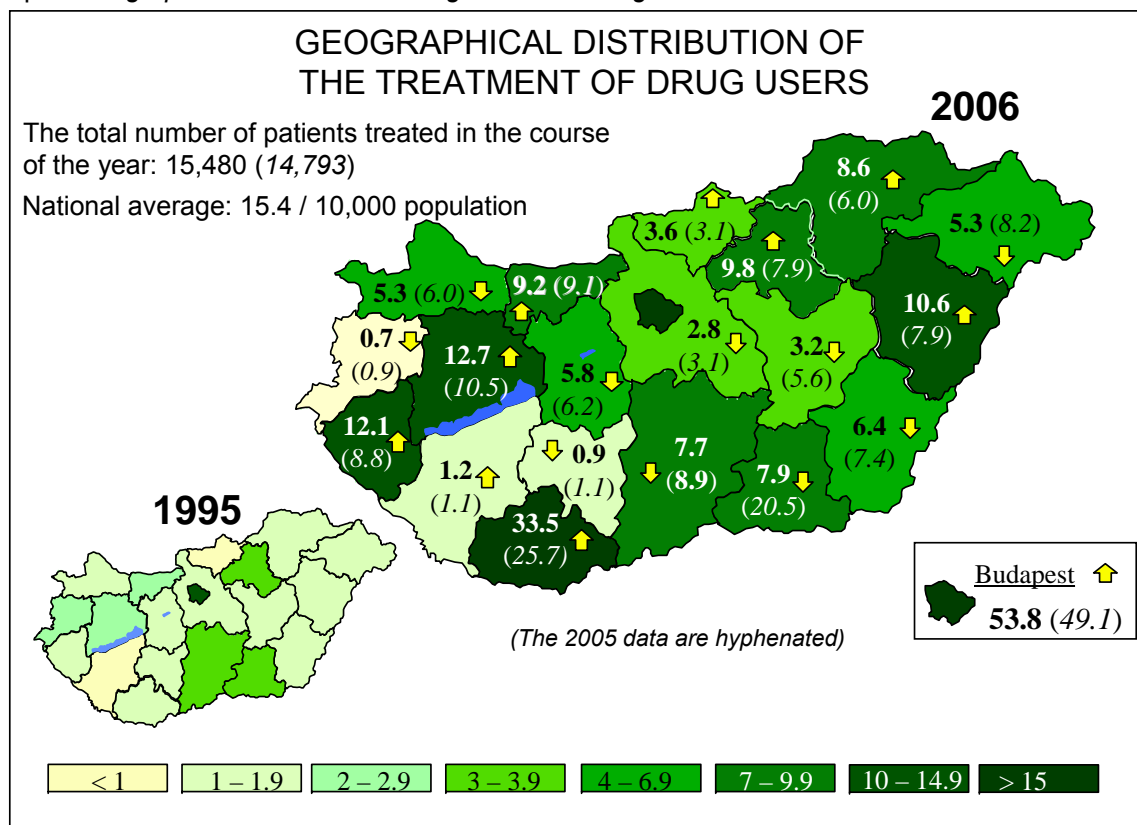 GEOGRAPHICAL DISTRIBUTION OF
THE TREATMENT OF DRUG USERS
2006
The total number of patients treated in the course
of the year: 15,480 (14,793)
National average: 15.4 / 10,000 population
8.6
(6.0)
5.3 (8.2)
3.6 (3.1)
9.8 (7.9)
5.3 (6.0)
9.2 (9.1)
10.6
(7.9)
0.7
(0.9)
12.7
(10.5)
5.8
(6.2)
2.8
(3.1)
3.2
(5.6)
12.1
(8.8)
1.2
(1.1)
0.9
(1.1)
7.7
(8.9)
7.9
(20.5)
6.4
(7.4)
33.5
(25.7)
1995
Budapest
53.8 (49.1)
(The 2005 data are hyphenated)
< 1
1 – 1.9
2 – 2.9
3 – 3.9
4 – 6.9
7 – 9.9
10 – 14.9
> 15